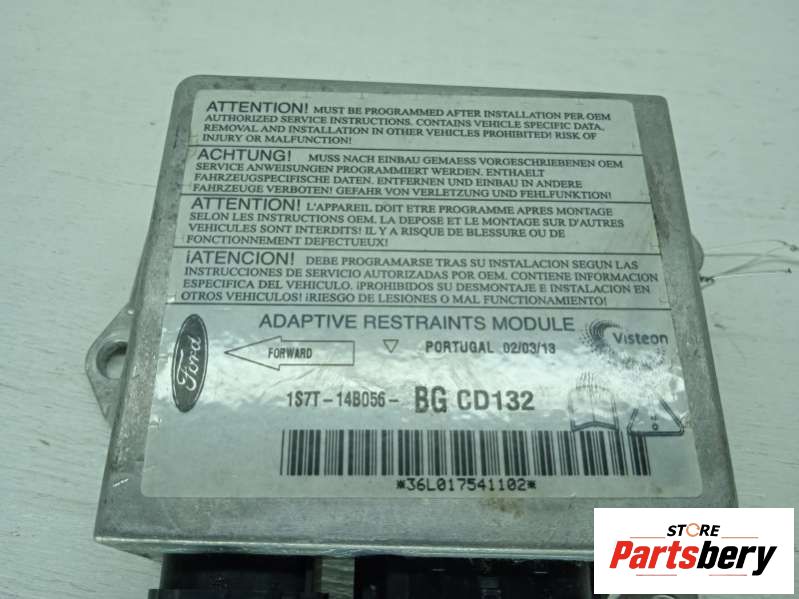 ATTENTION! MUST BE PROGRAMMED AFTER INSTALLATION PER OEM
AUTHORIZED SERVICE INSTRUCTIONS. CONTAINS VEHICLE SPECIFIC DATA,
REMOVAL AND INSTALLATION IN OTHER VEHICLES PROHIBITED! RISK OF
INJURY OR MALFUNCTION!
ACHTUNG! MUSS NACH EINBAU GEMAESS VORGESCHRIEBENEN OEM
SERVICE ANWEISUNGEN PROGRAMMIERT WERDEN. ENTHAELT
FAHRZEUGSPECIFISCHE DATEN. ENTFERNEN UND EINBAU IN ANDERE
FAHRZEUGE VERBOTEN! GEFAHR VON VERLETZUNG UND FEHLFUNKTION!
ATTENTION! L'APPAREIL DOIT ETRE PROGRAMME APRES MONTAGE
SELON LES INSTRUCTIONS OEM. LA DEPOSE ET LE MONTAGE SUR D'AUTRES
VEHICULES SONT INTERDITS! IL Y A RISQUE DE BLESSURE OU DE
FONCTIONNEMENT DEFECTUEUX!
¡ATENCION! DEBE PROGRAMARSE TRAS SU INSTALACION SEGUN LAS
INSTRUCCIONES DE SERVICIO AUTORIZADAS POR OEM. CONTIENE INFORMACION
ESPECIFICA DEL VEHICULO. ¡PROHIBIDOS SU DESMONTAJE E INSTALACION EN
OTROS VEHICULOS! ¡RIESGO DE LESIONES O MAL FUNCTIONAMIENTO!
ADAPTIVE RESTRAINTS MODULE
Visteon
Ford
FORWARD
PORTUGAL 02/03/13
1S7T-14B056- BG CD132
*36L017541102*
STORE
Partsbery